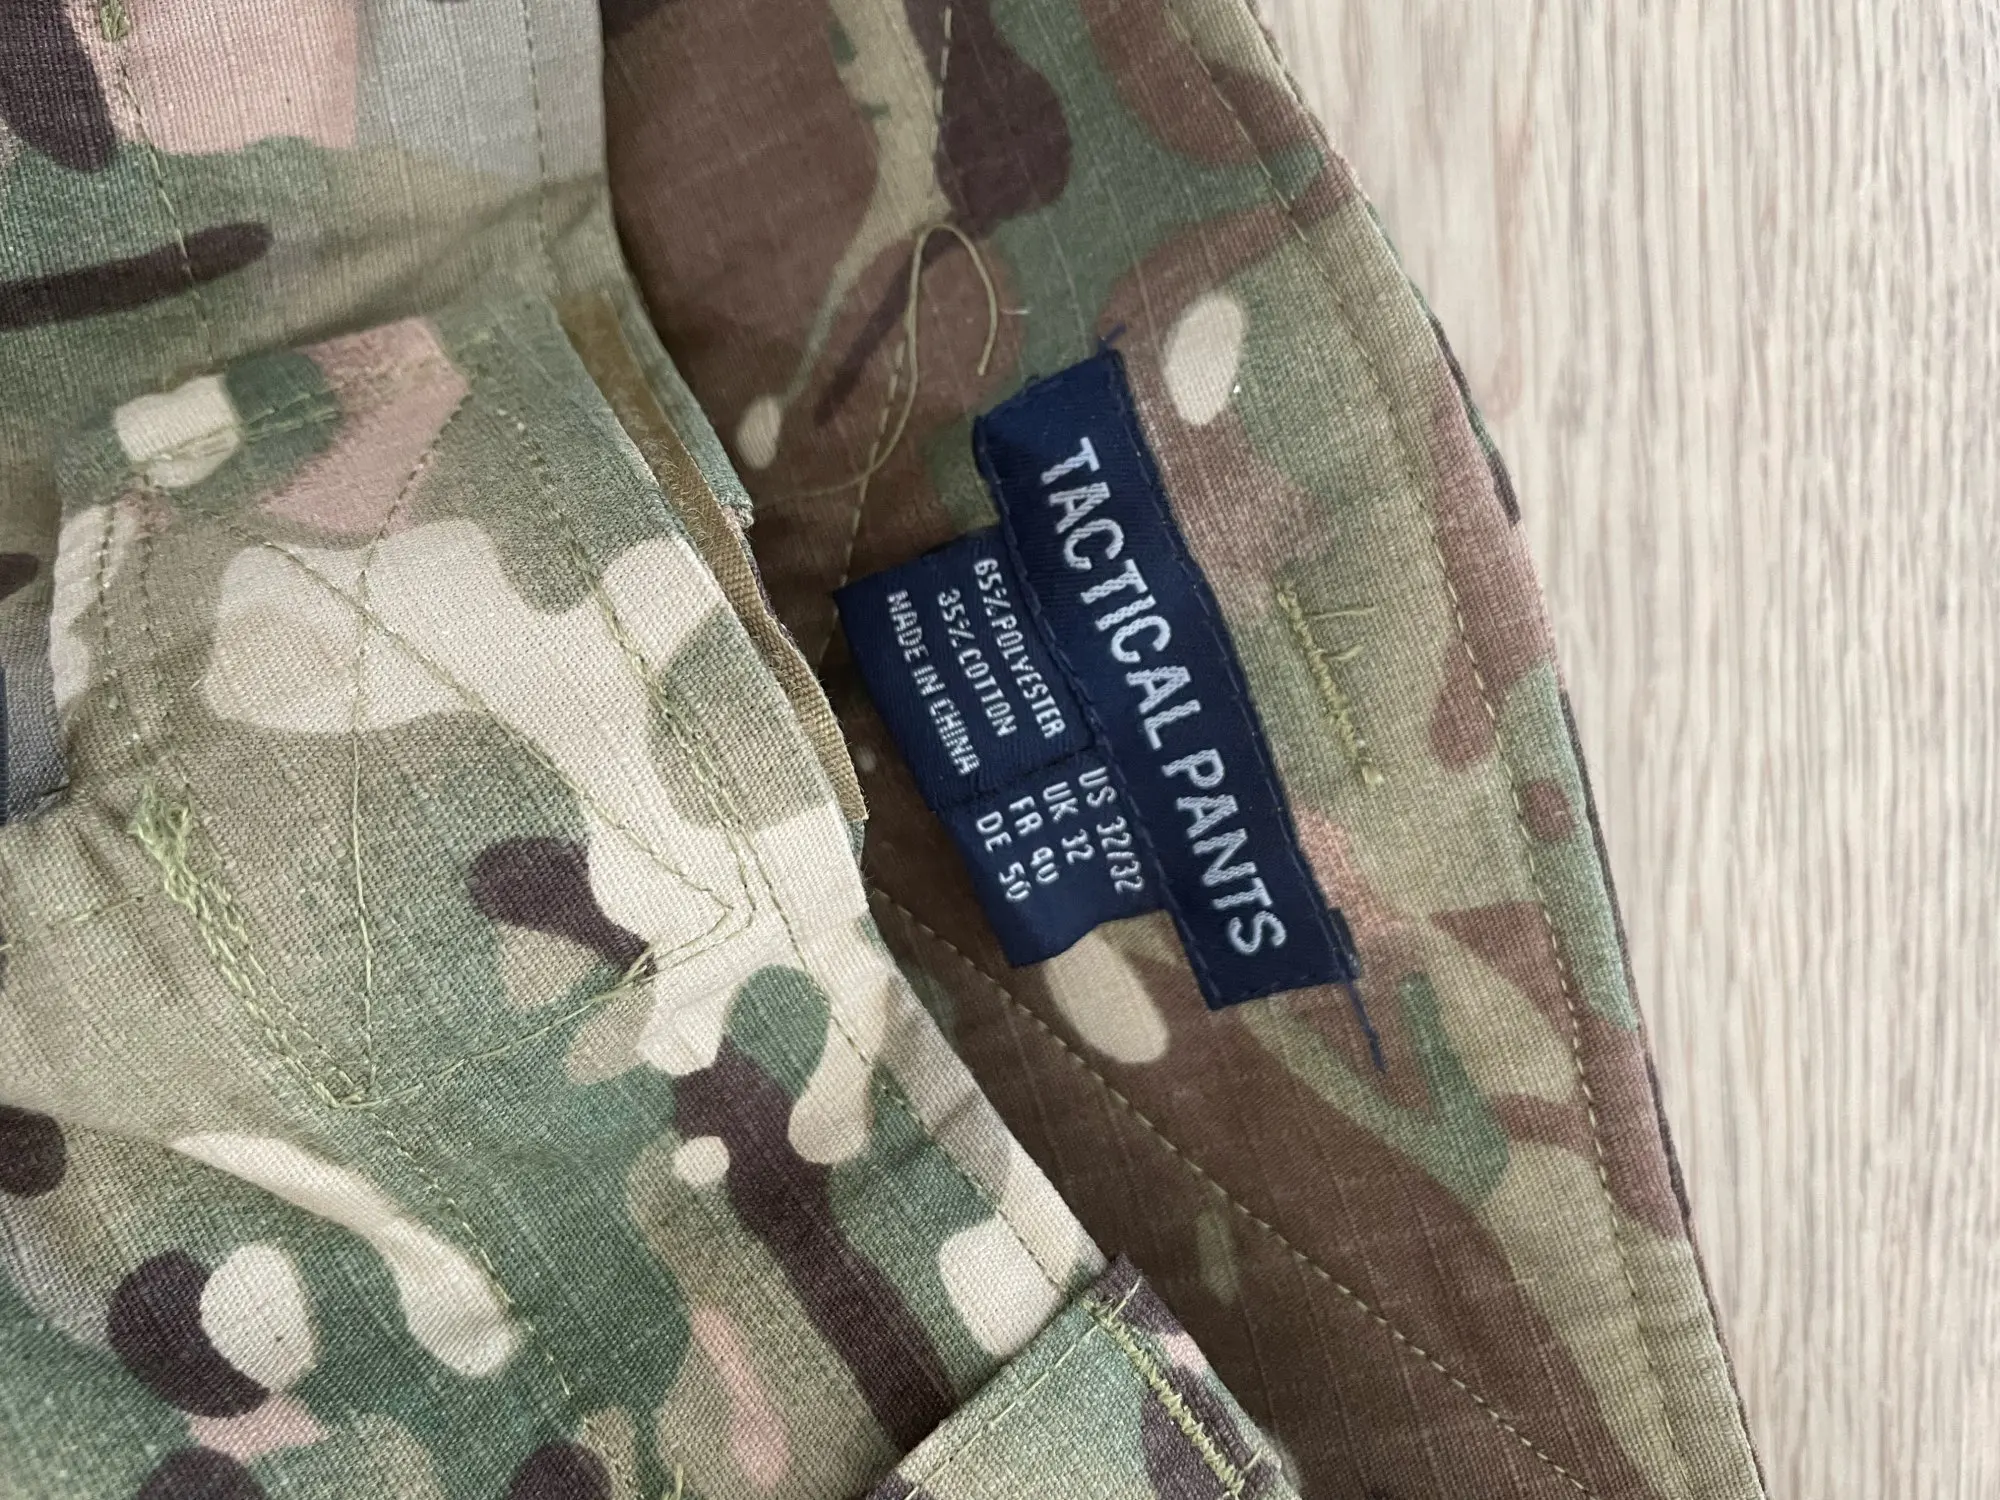 TACTICAL PANTS
65% POLYESTER
35% COTTON
MADE IN CHINA
US 32/32
UK 32
FR 40
DE 50